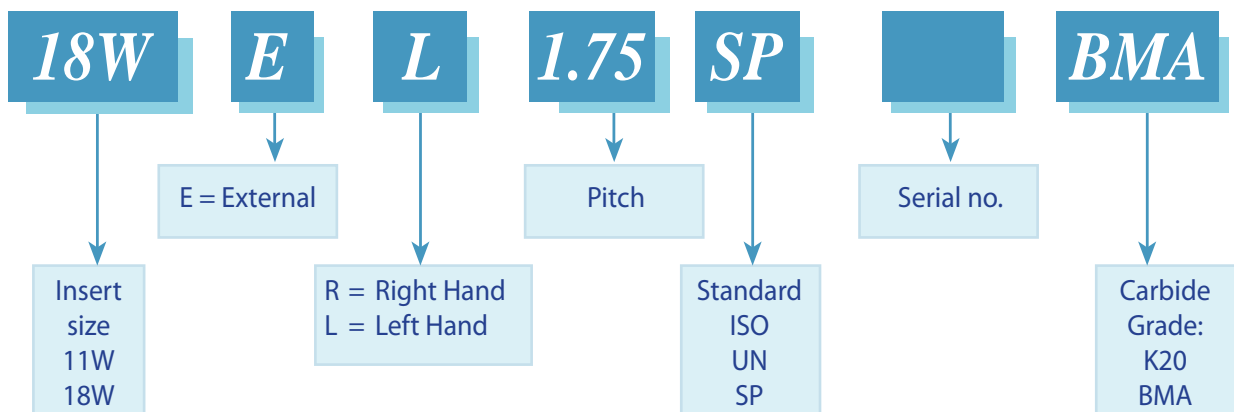 18W E L 1.75 SP BMA
E = External
Pitch
Serial no.
Insert
size
11W
18W
R = Right Hand
L = Left Hand
Standard
ISO
UN
SP
Carbide
Grade:
K20
BMA